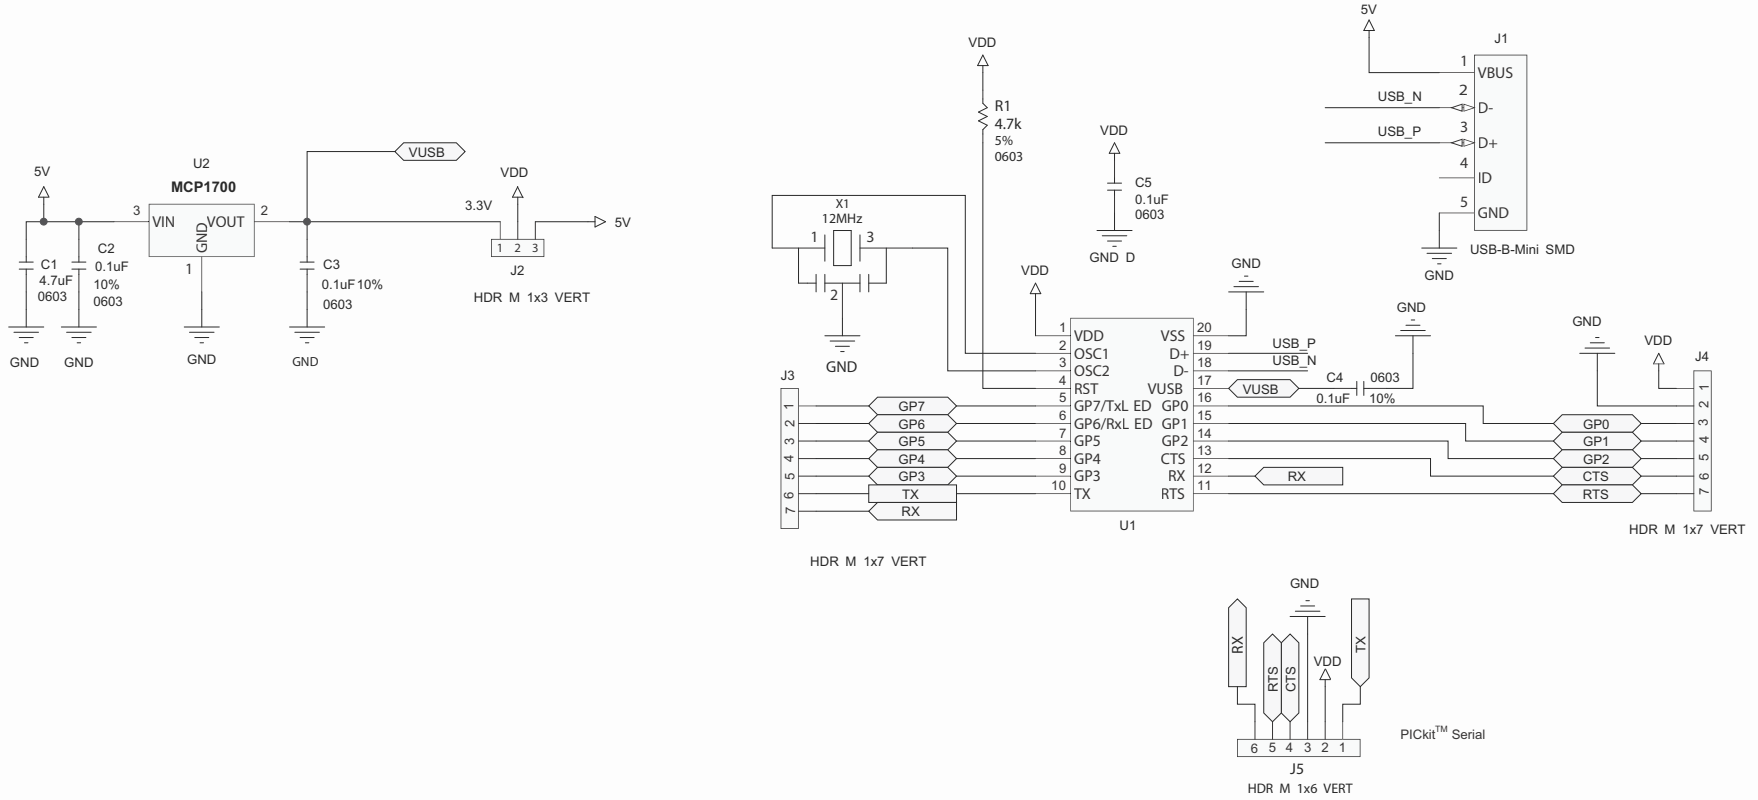 5V
U2
MCP1700
3
VIN
VOUT
2
GND
1
C1
4.7uF
0603
C2
0.1uF
10%
0603
GND
GND
GND
VUSB
C3
0.1uF 10%
0603
GND
3.3V
VDD
5V
1 2 3
J2
HDR M 1x3 VERT
VDD
R1
4.7k
5%
0603
VDD
C5
0.1uF
0603
GND D
X1
12MHz
1
3
2
GND
5V
J1
1
VBUS
USB_N
2
D-
USB_P
3
D+
4
ID
5
GND
GND
USB-B-Mini SMD
VDD
GND
1 VDD
2 OSC1
3 OSC2
4 RST
5 GP7/TxL ED
6 GP6/RxL ED
7 GP5
8 GP4
9 GP3
10 TX
VSS 20
D+ 19
D- 18
VUSB 17
GP0 16
GP1 15
GP2 14
CTS 13
RX 12
RTS 11
U1
USB_P
USB_N
VUSB
C4
0603
0.1uF
10%
GND
RX
J3
1 GP7
2 GP6
3 GP5
4 GP4
5 GP3
6 TX
7 RX
HDR M 1x7 VERT
GND
VDD
J4
1
2
GP0 3
GP1 4
GP2 5
CTS 6
RTS 7
HDR M 1x7 VERT
GND
RX
RTS
CTS
VDD
TX
6 5 4 3 2 1
J5
HDR M 1x6 VERT
PICkit™ Serial